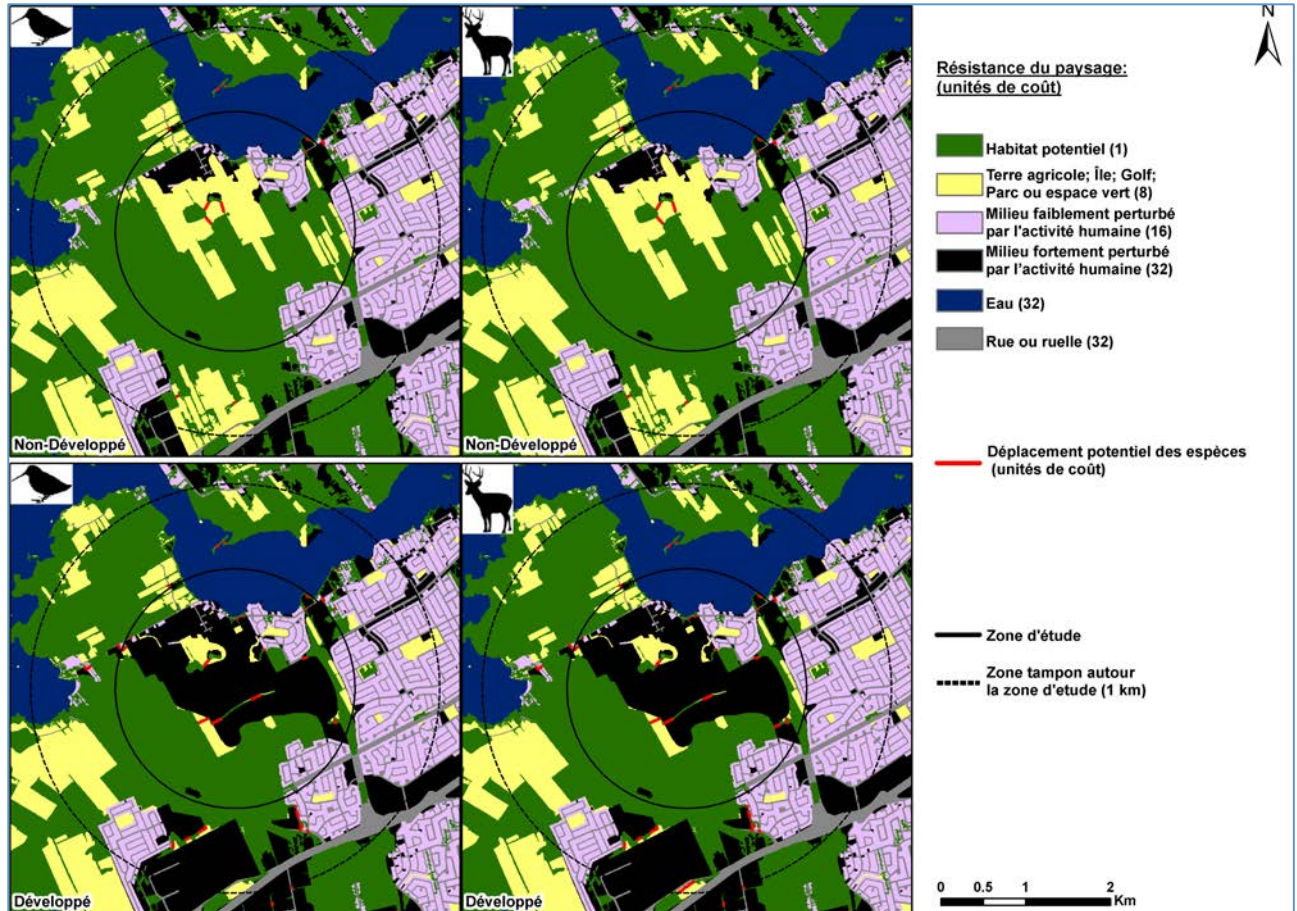 Non-Développé
Non-Développé
Développé
Développé
N
Résistance du paysage:
(unités de coût)
Habitat potentiel (1)
Terre agricole; Île; Golf;
Parc ou espace vert (8)
Milieu faiblement perturbé
par l'activité humaine (16)
Milieu fortement perturbé
par l'activité humaine (32)
Eau (32)
Rue ou ruelle (32)
Déplacement potentiel des espèces
(unités de coût)
Zone d'étude
Zone tampon autour
la zone d'etude (1 km)
0 0.5 1 2
Km